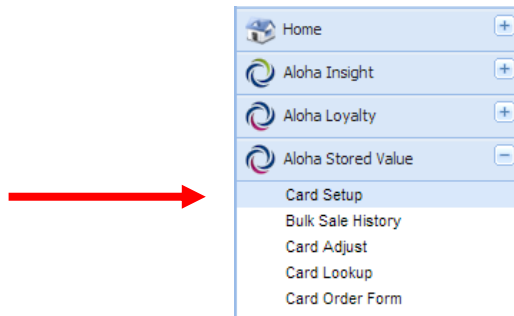 Home
Aloha Insight
Aloha Loyalty
Aloha Stored Value
Card Setup
Bulk Sale History
Card Adjust
Card Lookup
Card Order Form